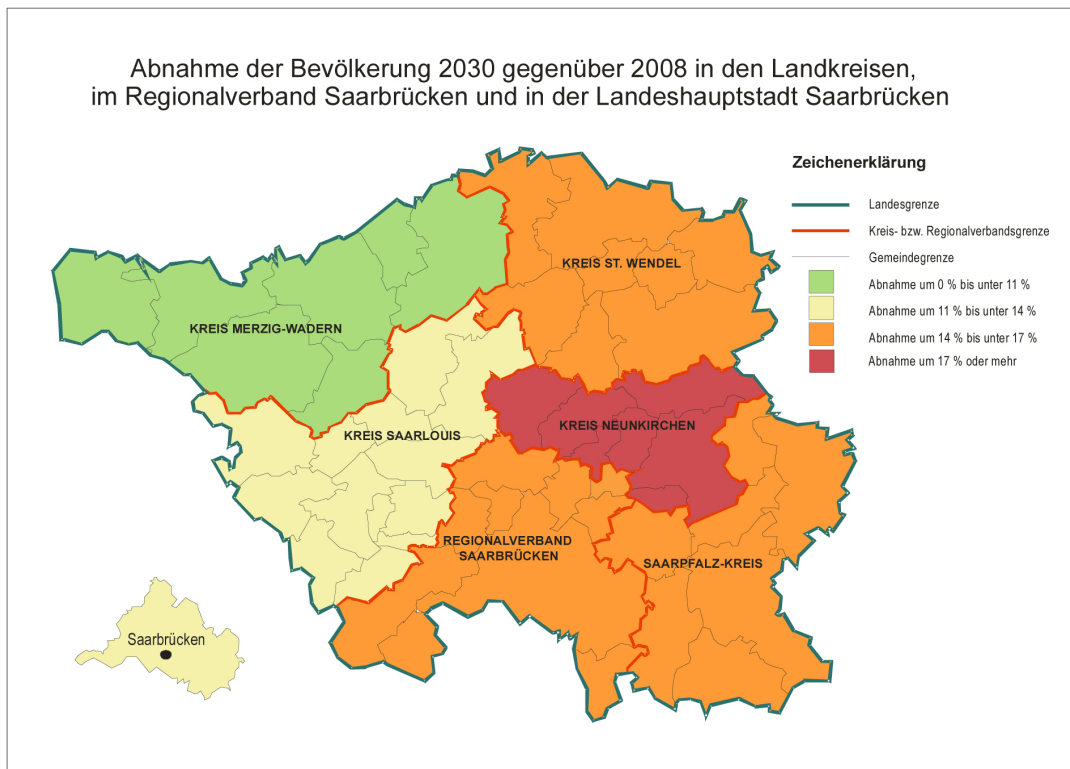 Abnahme der Bevölkerung 2030 gegenüber 2008 in den Landkreisen,
im Regionalverband Saarbrücken und in der Landeshauptstadt Saarbrücken
Zeichenerklärung
Landesgrenze
Kreis- bzw. Regionalverbandsgrenze
Gemeindegrenze
Abnahme um 0 % bis unter 11 %
Abnahme um 11 % bis unter 14 %
Abnahme um 14 % bis unter 17 %
Abnahme um 17 % oder mehr
KREIS ST. WENDEL
KREIS MERZIG-WADERN
KREIS SAARLOUIS
KREIS NEUNKIRCHEN
REGIONALVERBAND
SAARBRÜCKEN
SAARPFALZ-KREIS
Saarbrücken